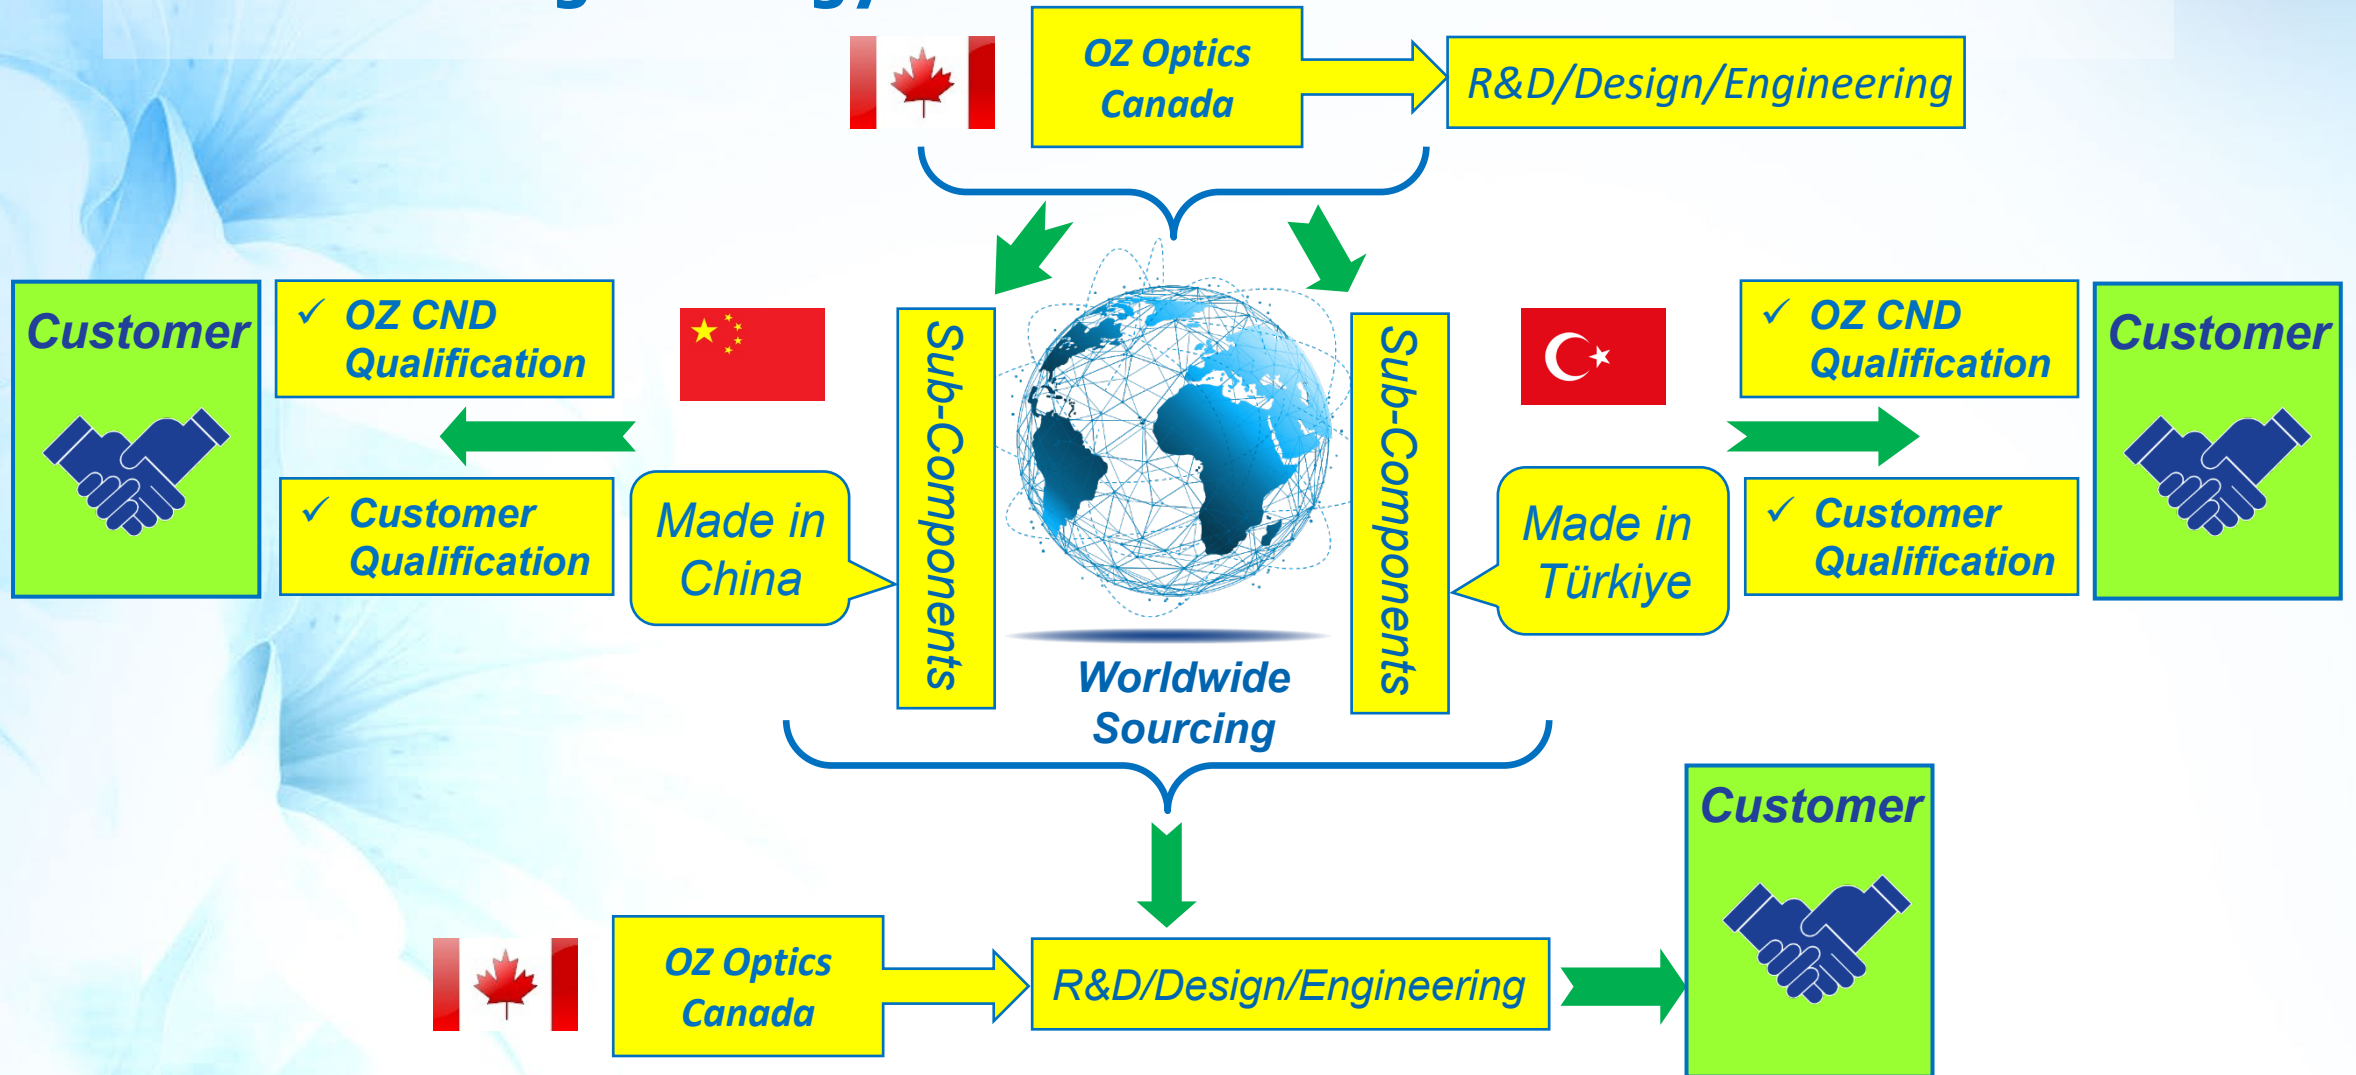 OZ Optics
Canada
R&D/Design/Engineering
Customer
✓ OZ CND
Qualification
✓ Customer
Qualification
Made in
China
Sub-Components
Worldwide
Sourcing
Sub-Components
Made in
Türkiye
✓ OZ CND
Qualification
✓ Customer
Qualification
Customer
OZ Optics
Canada
R&D/Design/Engineering
Customer